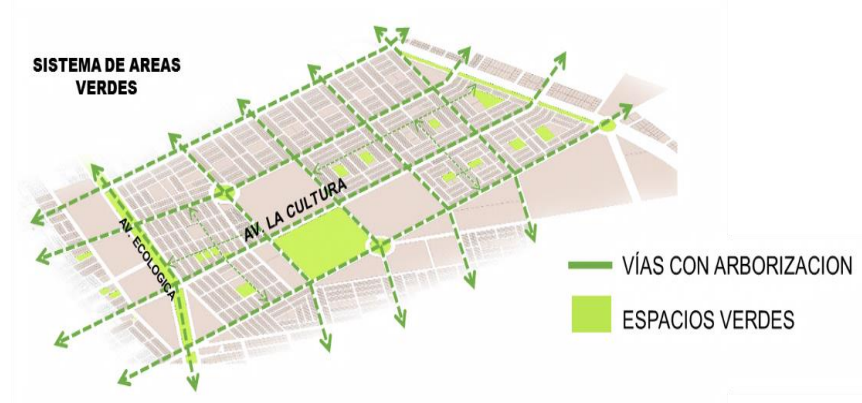 SISTEMA DE AREAS
VERDES
AV. LA CULTURA
AV. ECOLOGICA
VÍAS CON ARBORIZACION
ESPACIOS VERDES